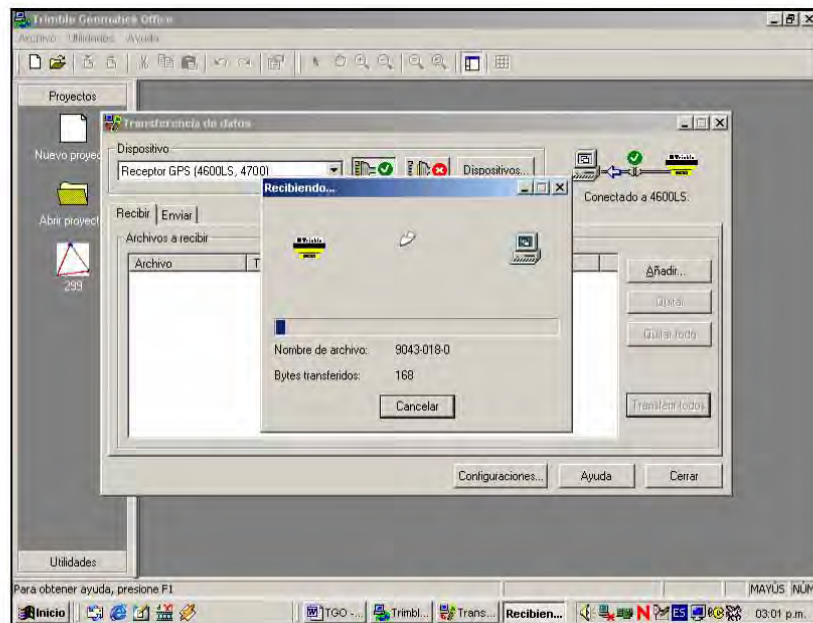 Trimble Geomatics Office
Archivo Utilidades Ayuda
Proyectos
Nuevo proyec
Abrir proyect
299
Utilidades
Transferencia de datos
Dispositivo
Receptor GPS (4600LS, 4700)
Dispositivos...
Conectado a 4600LS.
Recibir
Enviar
Archivos a recibir
Archivo
T
Añadir...
Quitar
Quitar todo
Transferir todos
Recibiendo...
Trimble
Nombre de archivo: 9043-018-0
Bytes transferidos: 168
Cancelar
Configuraciones...
Ayuda
Cerrar
Para obtener ayuda, presione F1
MAYÚS NÚM
Inicio
TGO -...
Trimbl...
Trans...
Recibien...
ES
03:01 p.m.